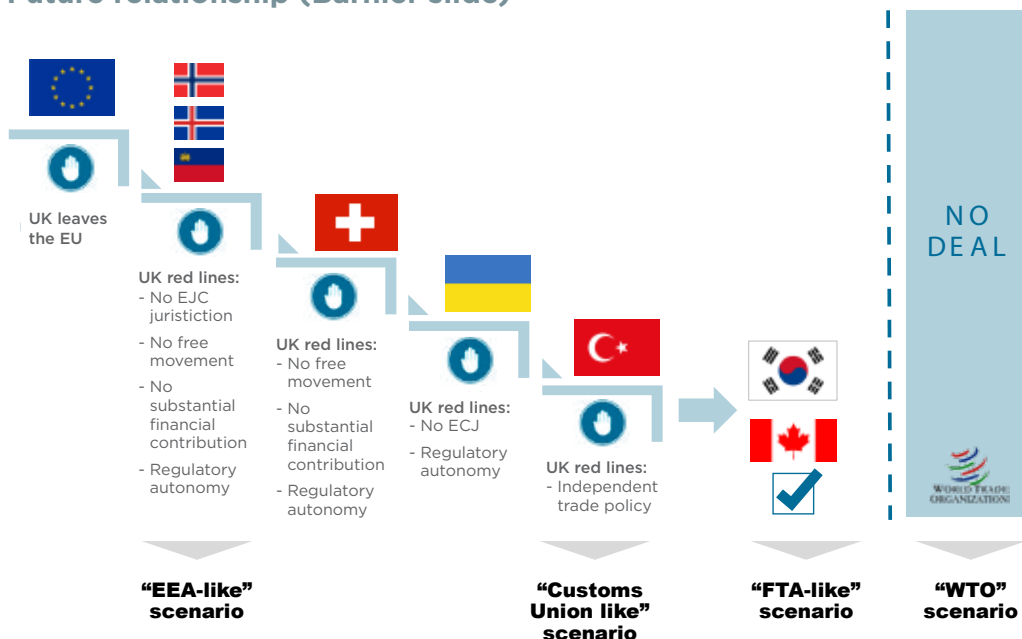 Future relationship (Barnier slide)
UK leaves
the EU
UK red lines:
- No EJC
juristiction
- No free
movement
- No
substantial
financial
contribution
- Regulatory
autonomy
UK red lines:
- No free
movement
- No
substantial
financial
contribution
- Regulatory
autonomy
UK red lines:
- No ECJ
- Regulatory
autonomy
UK red lines:
- Independent
trade policy
NO
DEAL
WORLD TRADE
ORGANIZATION
"EEA-like"
scenario
"Customs
Union like"
scenario
"FTA-like"
scenario
"WTO"
scenario